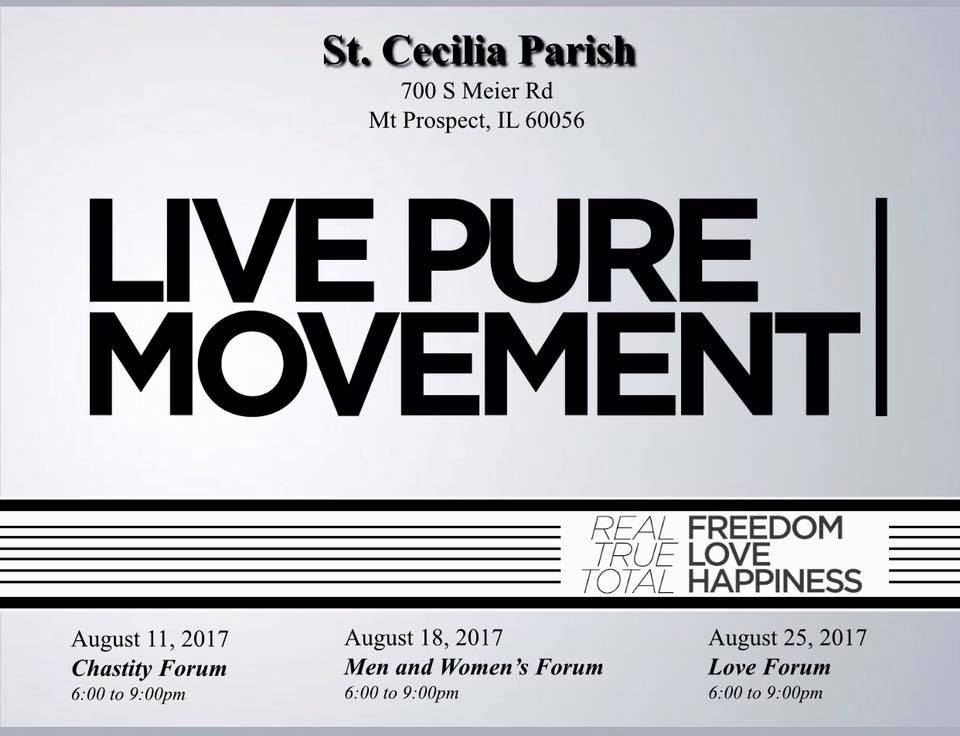 St. Cecilia Parish
700 S Meier Rd
Mt Prospect, IL 60056
LIVE PURE
MOVEMENT
REAL FREEDOM
TRUE LOVE
TOTAL HAPPINESS
August 11, 2017
Chastity Forum
6:00 to 9:00pm
August 18, 2017
Men and Women's Forum
6:00 to 9:00pm
August 25, 2017
Love Forum
6:00 to 9:00pm